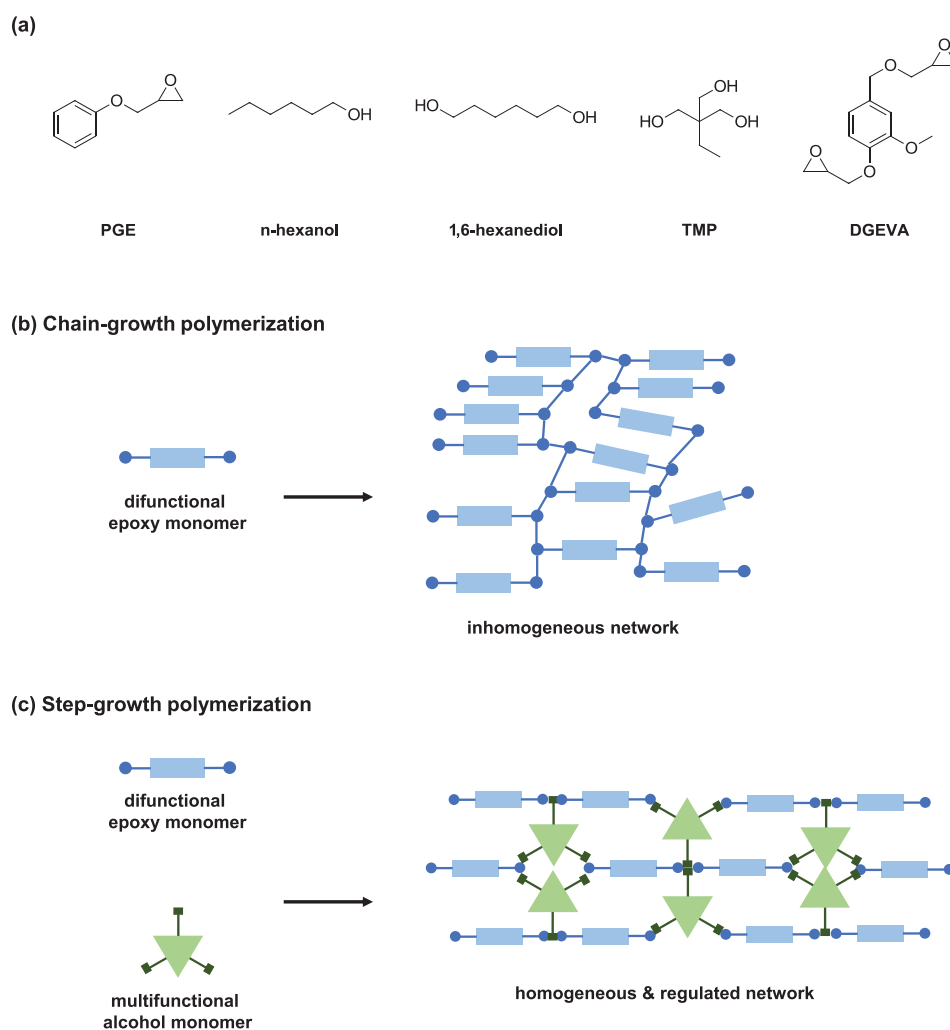 (a)
O
O
PGE
OH
n-hexanol
HO
OH
1,6-hexanediol
OH
HO
OH
TMP
O
O
O
O
O
DGEVA
(b) Chain-growth polymerization
difunctional
epoxy monomer
inhomogeneous network
(c) Step-growth polymerization
difunctional
epoxy monomer
multifunctional
alcohol monomer
homogeneous & regulated network